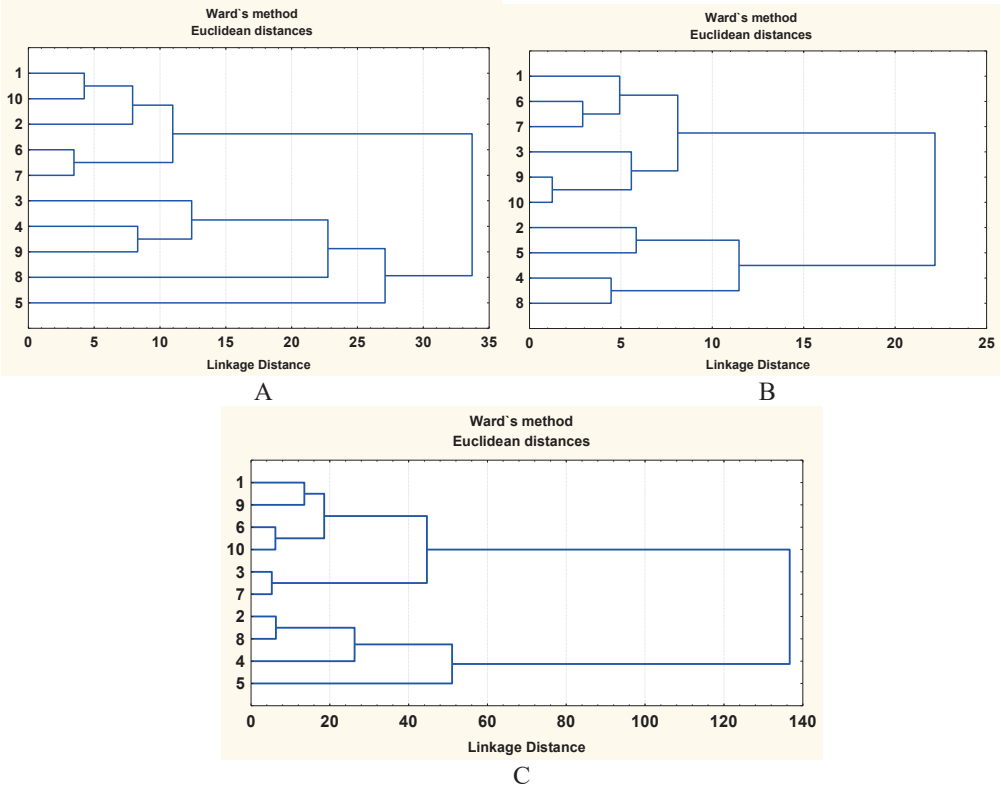 Ward`s method
Euclidean distances
1
10
2
6
7
3
4
9
8
5
0 5 10 15 20 25 30 35
Linkage Distance
A
Ward`s method
Euclidean distances
1
6
7
3
9
10
2
5
4
8
0 5 10 15 20 25
Linkage Distance
B
Ward`s method
Euclidean distances
1
9
6
10
3
7
2
8
4
5
0 20 40 60 80 100 120 140
Linkage Distance
C